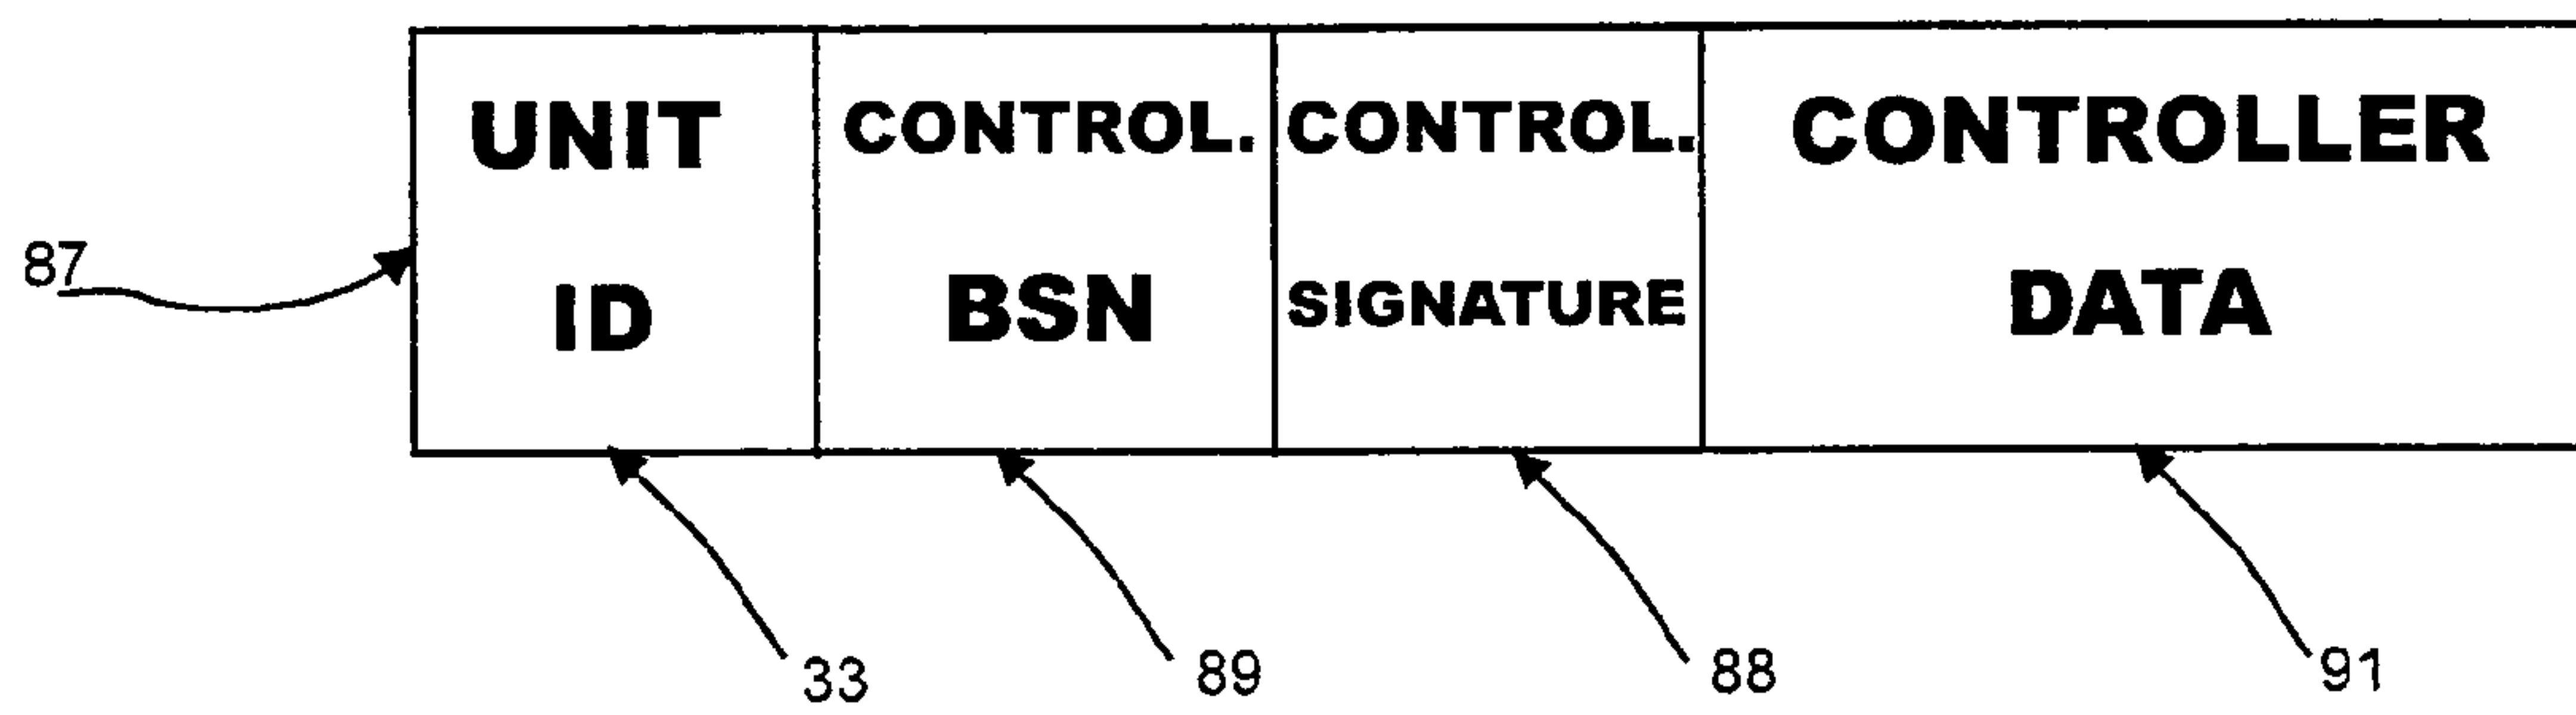 UNIT CONTROL. CONTROL. CONTROLLER
87
ID BSN SIGNATURE DATA
33 89 88 91